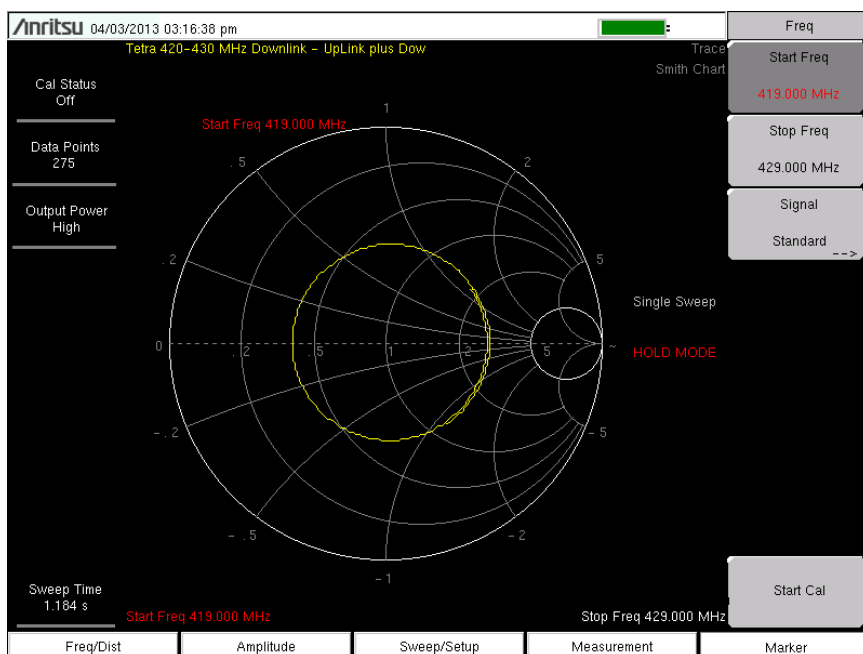 Anritsu 04/03/2013 03:16:38 pm
Freq
Tetra 420-430 MHz Downlink - UpLink plus Dow
Trace
Smith Chart
Start Freq
419.000 MHz
Cal Status
Off
Start Freq 419.000 MHz
1
Stop Freq
429.000 MHz
Data Points
275
.5
2
Signal
Standard
-->
Output Power
High
.2
5
Single Sweep
0
.2
.5
1
2
5
~
HOLD MODE
-.2
-5
-.5
-2
-1
Sweep Time
1.184 s
Start Cal
Start Freq 419.000 MHz
Stop Freq 429.000 MHz
Freq/Dist
Amplitude
Sweep/Setup
Measurement
Marker